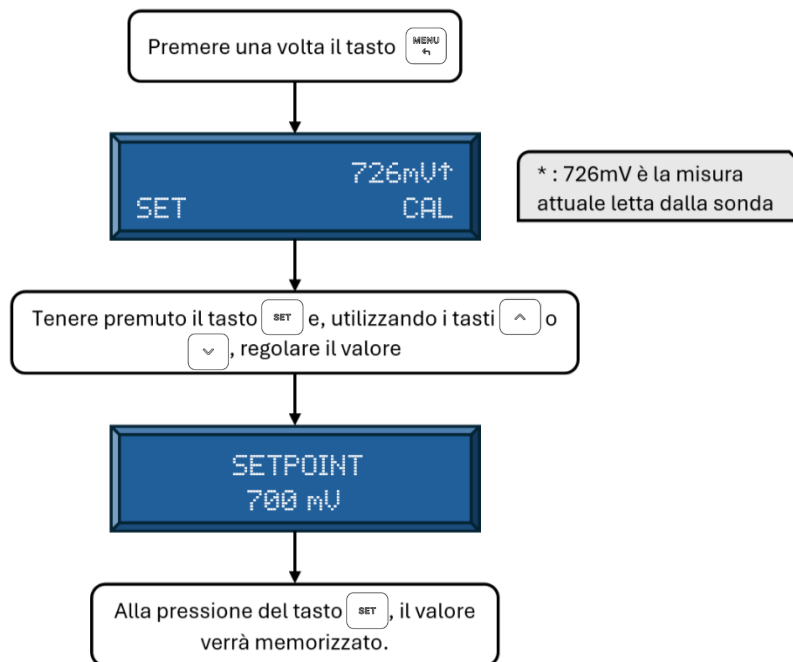 Premere una volta il tasto MENU
726mV↑
SET CAL
* : 726mV è la misura
attuale letta dalla sonda
Tenere premuto il tasto SET e, utilizzando i tasti ^ o
⌄, regolare il valore
SETPOINT
700 mV
Alla pressione del tasto SET, il valore
verrà memorizzato.